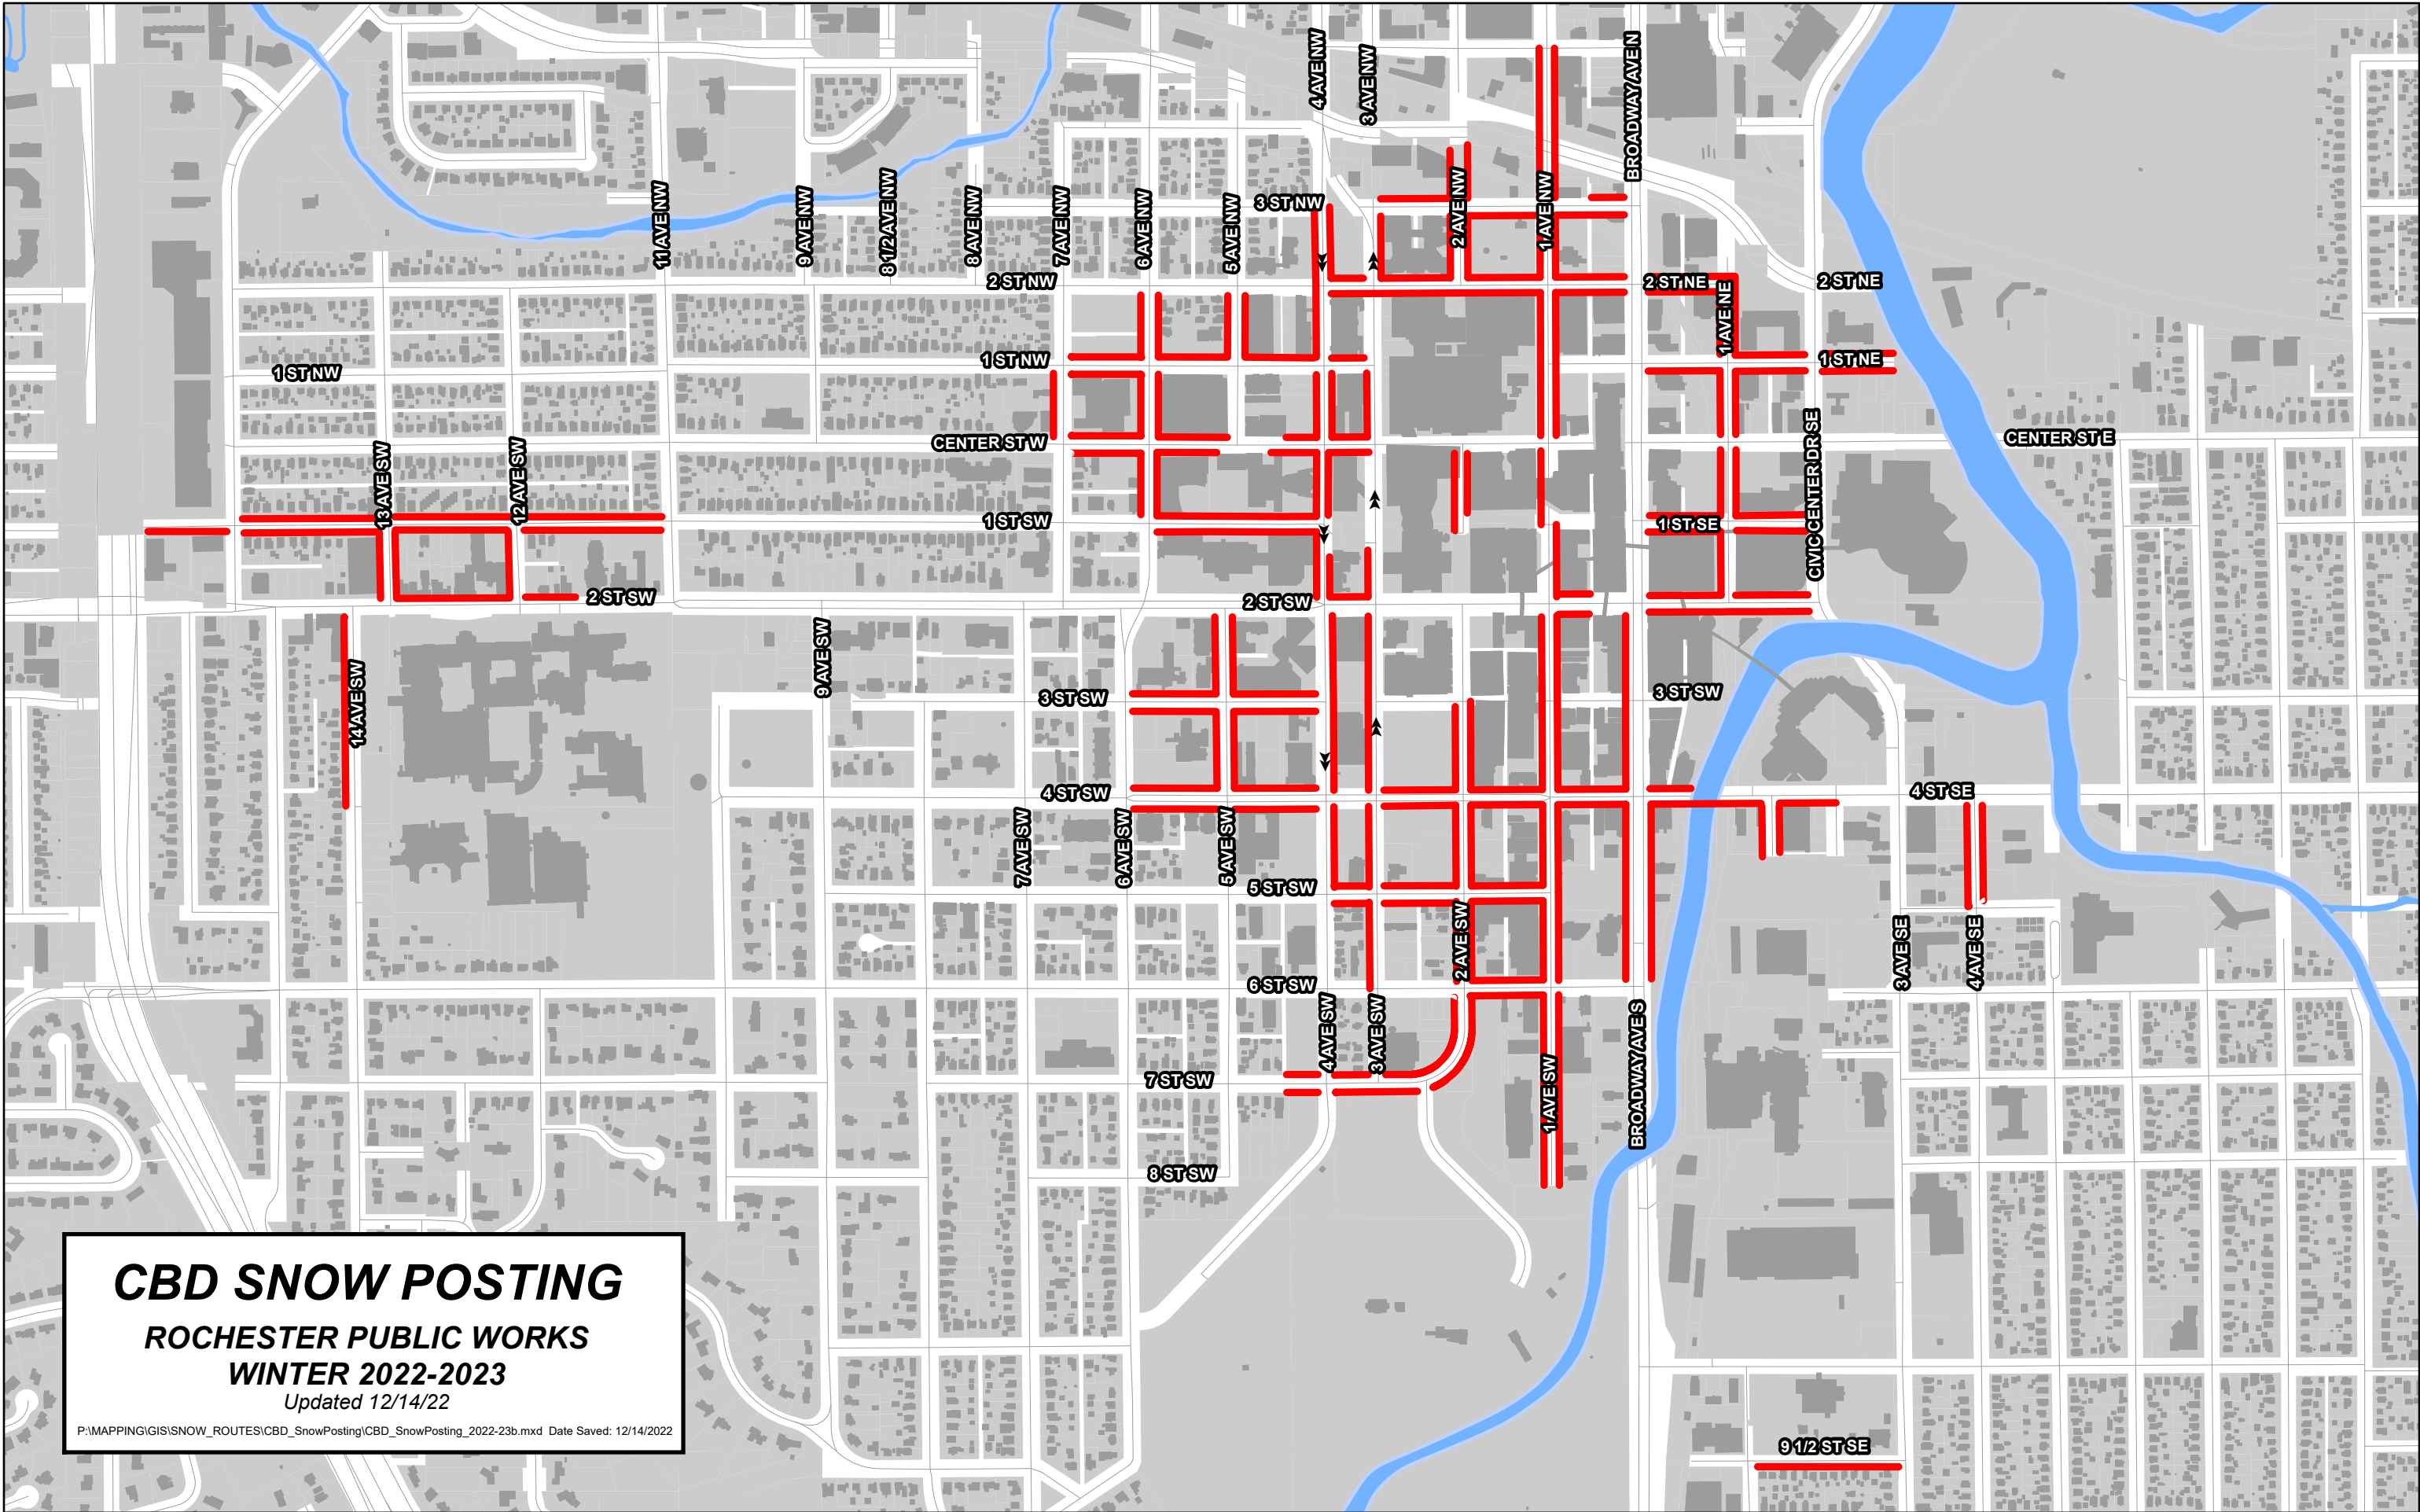 4 AVE NW
3 AVE NW
BROADWAY AVE N
11 AVE NW
9 AVE NW
8 1/2 AVE NW
8 AVE NW
7 AVE NW
6 AVE NW
5 AVE NW
3 ST NW
2 AVE NW
1 AVE NW
2 ST NW
2 ST NE
1 AVE NE
2 ST NE
1 ST NW
1 ST NW
1 ST NE
CENTER ST W
CENTER ST E
13 AVE SW
12 AVE SW
CIVIC CENTER DR SE
1 ST SW
1 ST SE
2 ST SW
2 ST SW
9 AVE SW
14 AVE SW
3 ST SW
3 ST SW
4 ST SW
4 ST SE
7 AVE SW
6 AVE SW
5 AVE SW
5 ST SW
2 AVE SW
3 AVE SE
4 AVE SE
6 ST SW
4 AVE SW
3 AVE SW
1 AVE SW
BROADWAY AVE S
7 ST SW
8 ST SW
9 1/2 ST SE
CBD SNOW POSTING
ROCHESTER PUBLIC WORKS
WINTER 2022-2023
Updated 12/14/22
P:\MAPPING\GIS\SNOW_ROUTES\CBD_SnowPosting\CBD_SnowPosting_2022-23b.mxd Date Saved: 12/14/2022